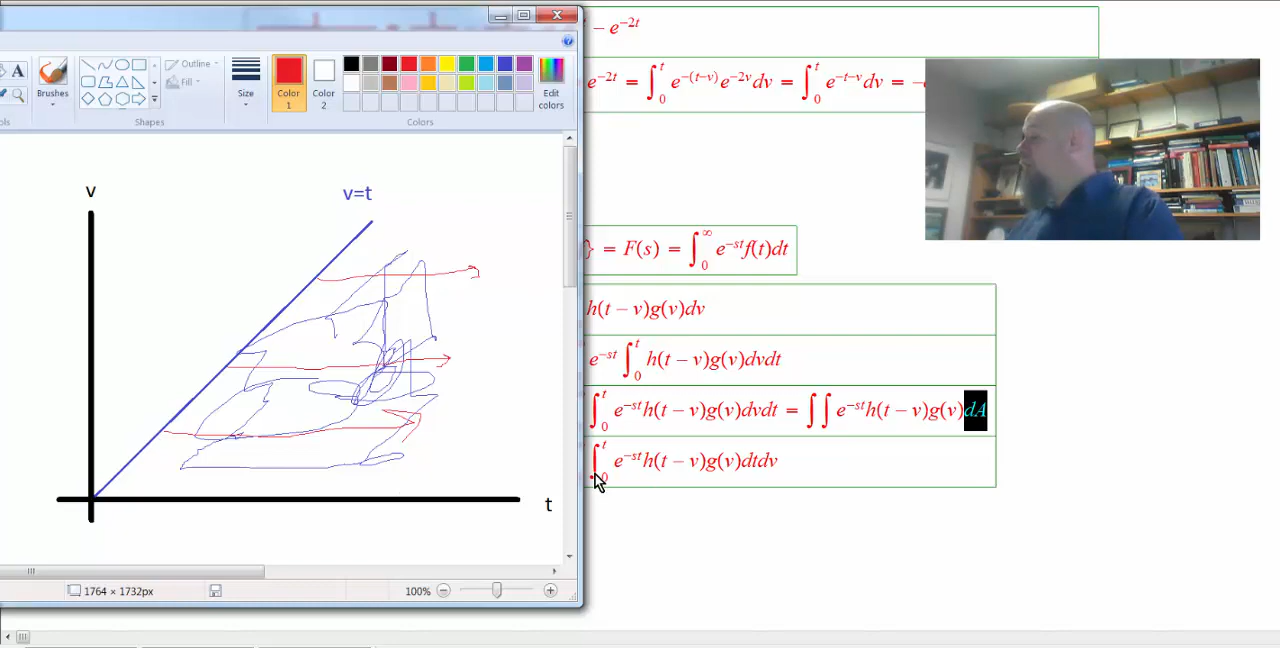 − e^{−2t}
A
Brushes
Shapes
Outline
Fill
Size
Color 1
Color 2
Edit colors
Colors
e^{−2t} = ∫_0^t e^{−(t−v)}e^{−2v}dv = ∫_0^t e^{−t−v}dv = −
v
v=t
t
} = F(s) = ∫_0^∞ e^{−st}f(t)dt
h(t − v)g(v)dv
e^{−st} ∫_0^t h(t − v)g(v)dvdt
∫_0^t e^{−st}h(t − v)g(v)dvdt = ∫∫ e^{−st}h(t − v)g(v)dA
∫_0^t e^{−st}h(t − v)g(v)dtdv
1764 × 1732px
100%